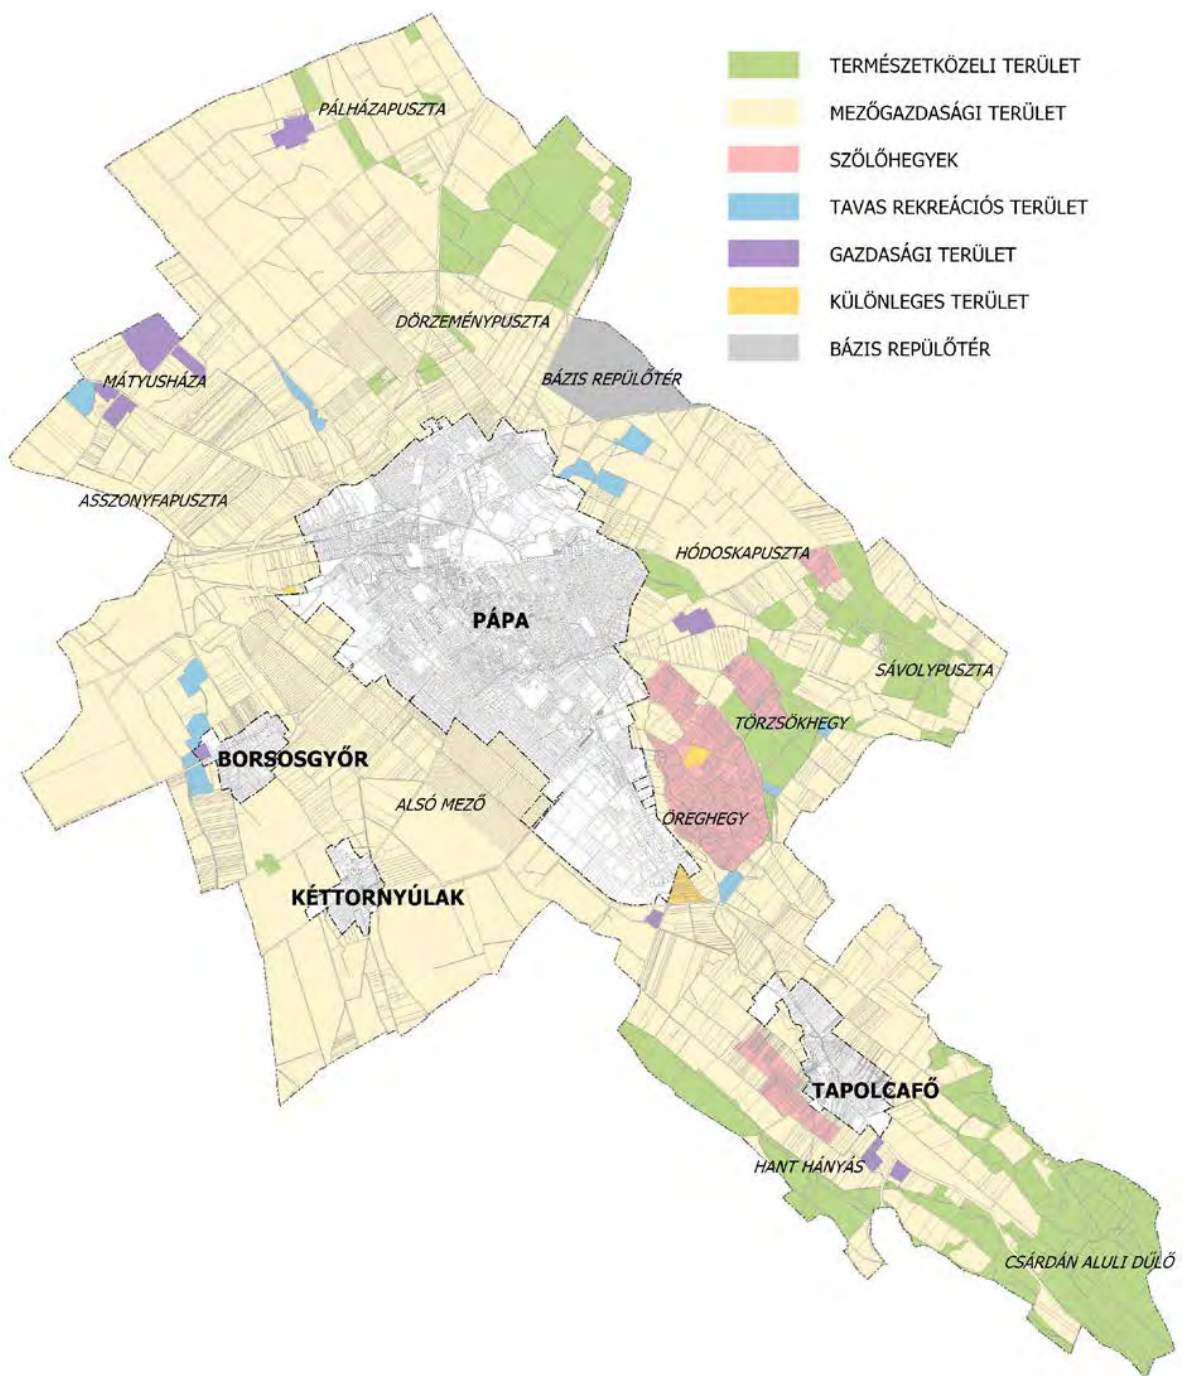 TERMÉSZETKÖZELI TERÜLET
MEZŐGAZDASÁGI TERÜLET
SZŐLŐHEGYEK
TAVAS REKREÁCIÓS TERÜLET
GAZDASÁGI TERÜLET
KÜLÖNLEGES TERÜLET
BÁZIS REPÜLŐTÉR
PÁLHÁZAPUSZTA
DÖRZEMÉNYPUSZTA
BÁZIS REPÜLŐTÉR
MÁTYUSHÁZA
ASSZONYFAPUSZTA
HÓDOSKAPUSZTA
PÁPA
SÁVOLYPUSZTA
TÖRZSÖKHEGY
BORSOSGYŐR
ALSÓ MEZŐ
ÖREGHEGY
KÉTTORNYÚLAK
TAPOLCAFŐ
HANT HÁNYÁS
CSÁRDÁN ALULI DŰLŐ